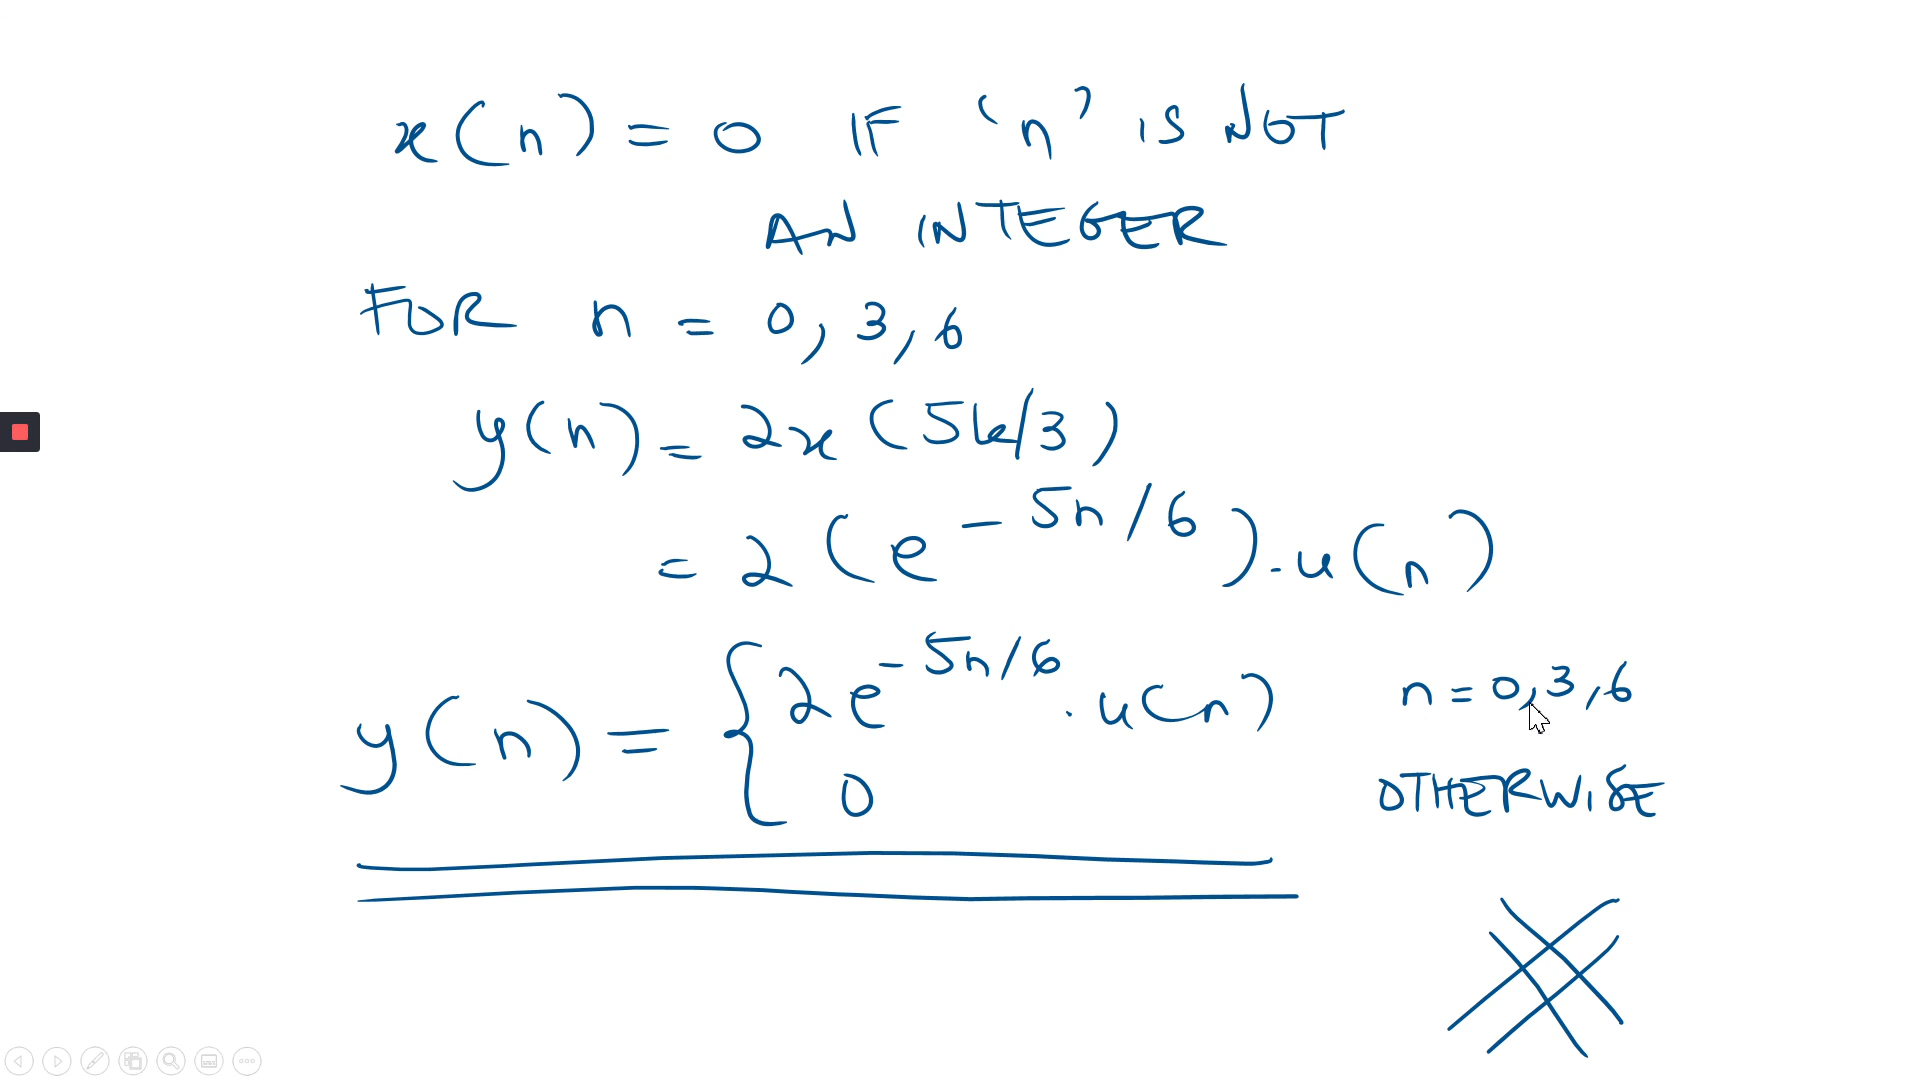 x(n) = 0 IF 'n' IS NOT
AN INTEGER
FOR n = 0, 3, 6
y(n) = 2x(5k/3)
= 2(e^{-5n/6}).u(n)
y(n) = { 2e^{-5n/6} . u(n) n = 0, 3, 6
0 OTHERWISE